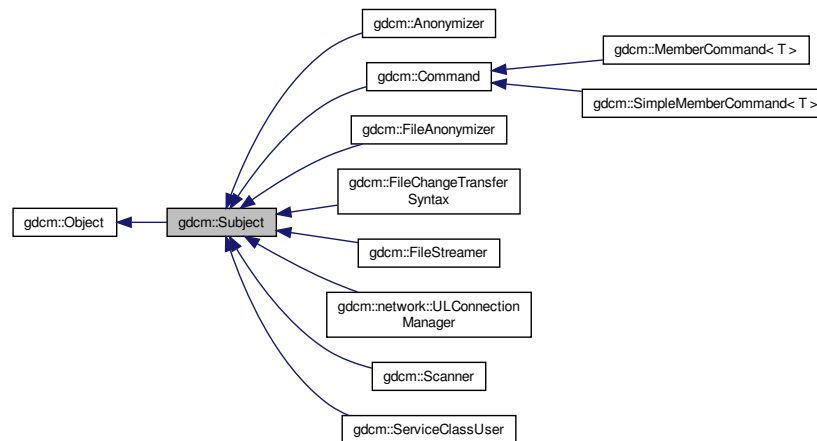 gdcm::Anonymizer
gdcm::MemberCommand< T >
gdcm::Command
gdcm::SimpleMemberCommand< T >
gdcm::FileAnonymizer
gdcm::FileChangeTransfer
Syntax
gdcm::Object
gdcm::Subject
gdcm::FileStreamer
gdcm::network::ULConnection
Manager
gdcm::Scanner
gdcm::ServiceClassUser